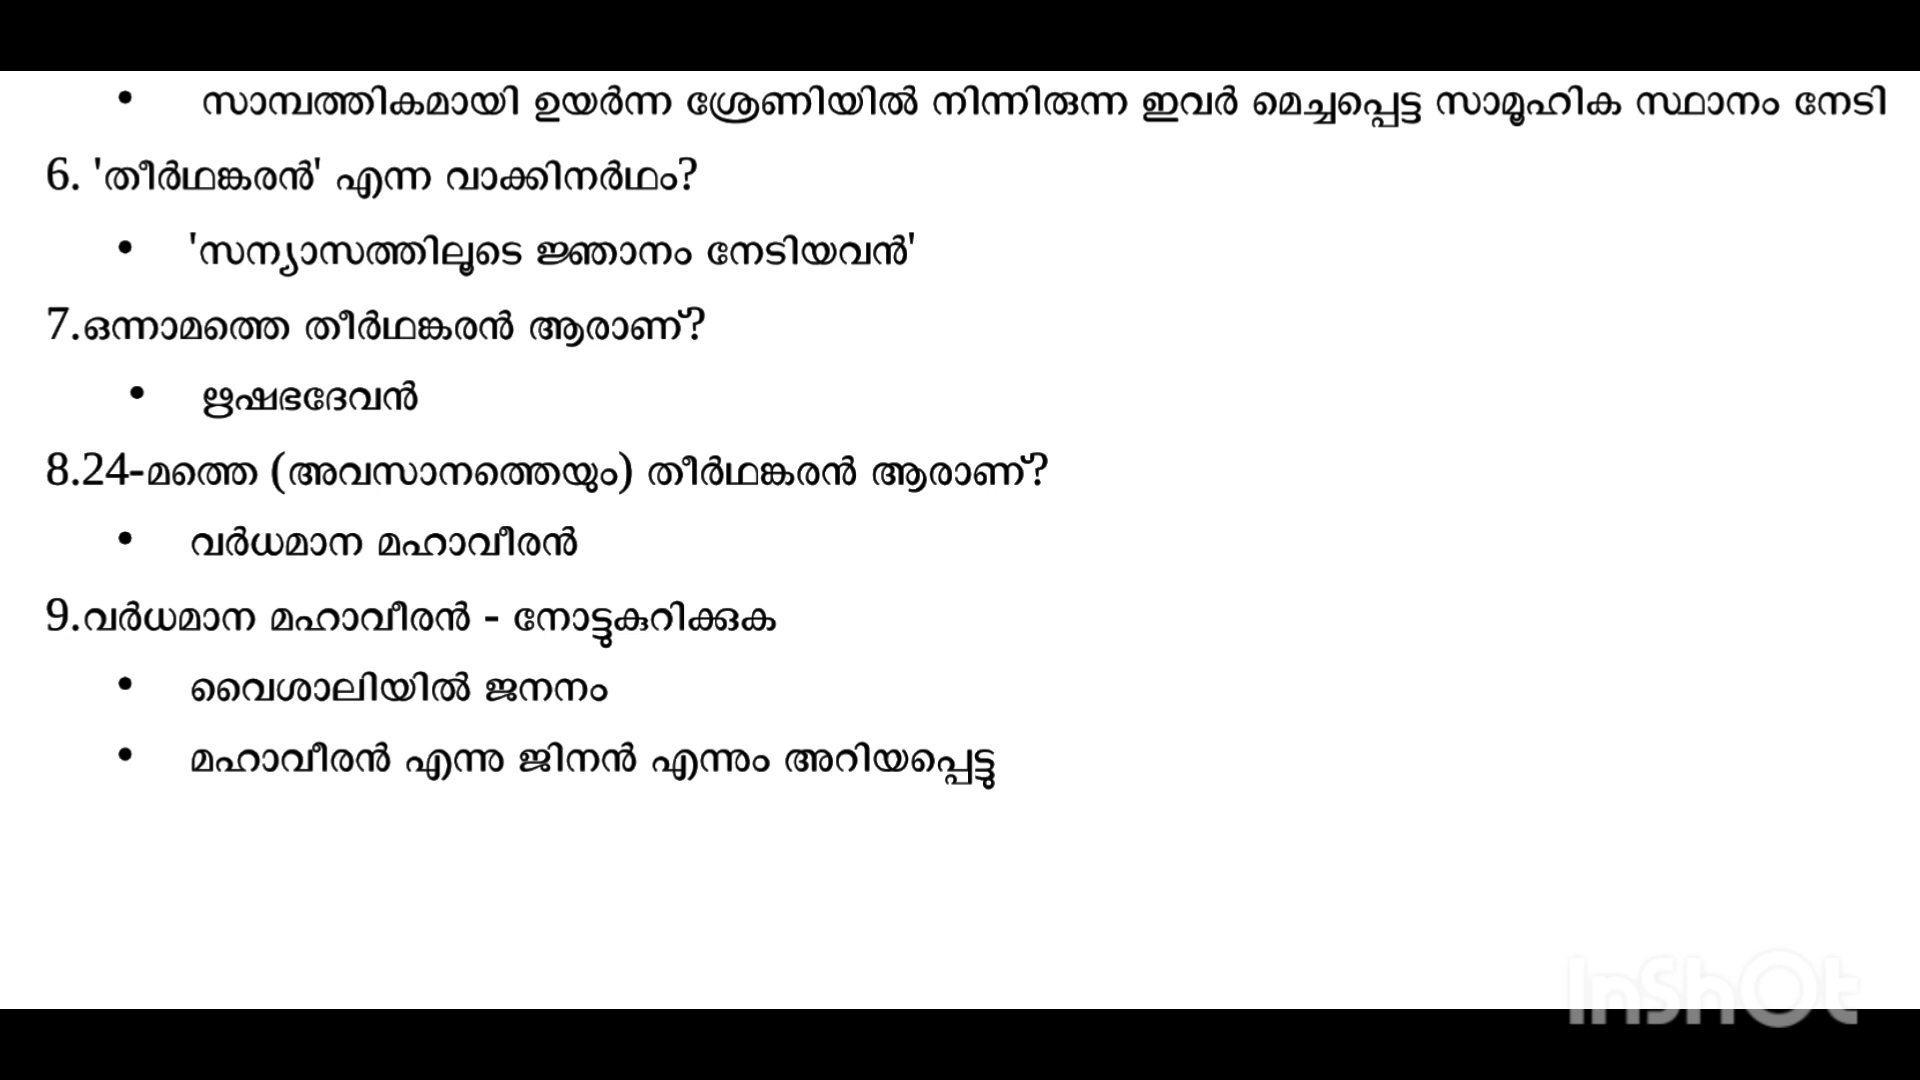 • സാമ്പത്തികമായി ഉയർന്ന ശ്രേണിയിൽ നിന്നിരുന്ന ഇവർ മെച്ചപ്പെട്ട സാമൂഹിക സ്ഥാനം നേടി
6. 'തീർഥങ്കരൻ' എന്ന വാക്കിനർഥം?
• 'സന്യാസത്തിലൂടെ ജ്ഞാനം നേടിയവൻ'
7.ഒന്നാമത്തെ തീർഥങ്കരൻ ആരാണ്?
• ഋഷഭദേവൻ
8.24-മത്തെ (അവസാനത്തെയും) തീർഥങ്കരൻ ആരാണ്?
• വർധമാന മഹാവീരൻ
9.വർധമാന മഹാവീരൻ - നോട്ടുകുറിക്കുക
• വൈശാലിയിൽ ജനനം
• മഹാവീരൻ എന്നു ജിനൻ എന്നും അറിയപ്പെട്ടു
InShOt